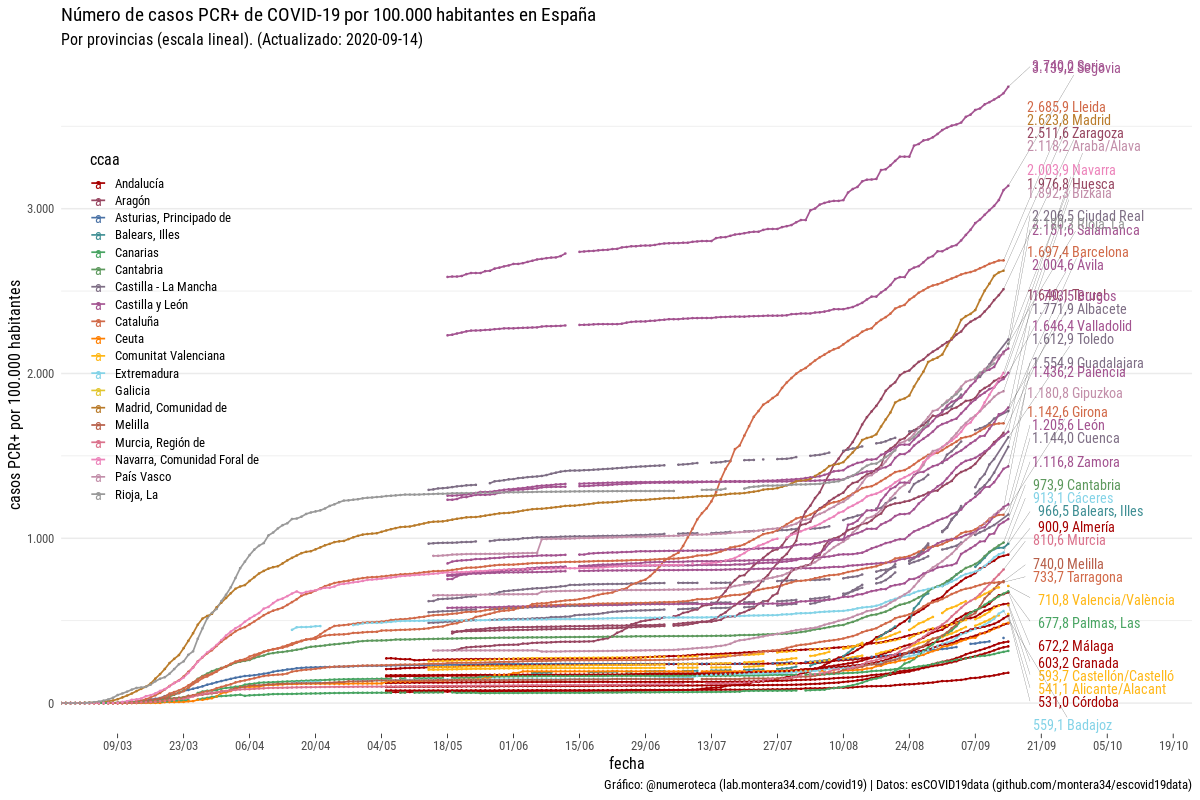 Número de casos PCR+ de COVID-19 por 100.000 habitantes en España
Por provincias (escala lineal). (Actualizado: 2020-09-14)
casos PCR+ por 100.000 habitantes
3.000
2.000
1.000
0
ccaa
Andalucía
Aragón
Asturias, Principado de
Balears, Illes
Canarias
Cantabria
Castilla - La Mancha
Castilla y León
Cataluña
Ceuta
Comunitat Valenciana
Extremadura
Galicia
Madrid, Comunidad de
Melilla
Murcia, Región de
Navarra, Comunidad Foral de
País Vasco
Rioja, La
3.740,0 Soria
3.139,2 Segovia
2.685,9 Lleida
2.623,8 Madrid
2.511,6 Zaragoza
2.118,2 Araba/Álava
2.003,9 Navarra
1.976,8 Huesca
1.892,3 Bizkaia
2.206,5 Ciudad Real
Rioja, La
2.151,6 Salamanca
1.697,4 Barcelona
2.004,6 Ávila
Teruel
Burgos
1.771,9 Albacete
1.646,4 Valladolid
1.612,9 Toledo
1.554,9 Guadalajara
1.436,2 Palencia
1.180,8 Gipuzkoa
1.142,6 Girona
1.205,6 León
1.144,0 Cuenca
1.116,8 Zamora
973,9 Cantabria
913,1 Cáceres
966,5 Balears, Illes
900,9 Almería
810,6 Murcia
740,0 Melilla
733,7 Tarragona
710,8 Valencia/València
677,8 Palmas, Las
672,2 Málaga
603,2 Granada
593,7 Castellón/Castelló
541,1 Alicante/Alacant
531,0 Córdoba
559,1 Badajoz
09/03 23/03 06/04 20/04 04/05 18/05 01/06 15/06 29/06 13/07 27/07 10/08 24/08 07/09 21/09 05/10 19/10
fecha
Gráfico: @numeroteca (lab.montera34.com/covid19) | Datos: esCOVID19data (github.com/montera34/escovid19data)